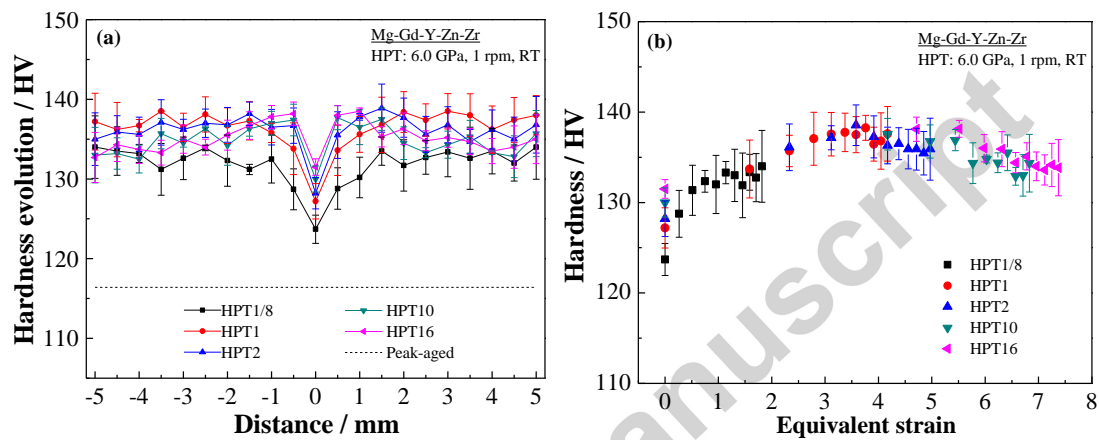 (a)
Mg-Gd-Y-Zn-Zr
HPT: 6.0 GPa, 1 rpm, RT
150
140
130
120
110
Hardness evolution / HV
HPT1/8
HPT1
HPT2
HPT10
HPT16
Peak-aged
-5 -4 -3 -2 -1 0 1 2 3 4 5
Distance / mm
(b)
Mg-Gd-Y-Zn-Zr
HPT: 6.0 GPa, 1 rpm, RT
150
140
130
120
110
Hardness / HV
HPT1/8
HPT1
HPT2
HPT10
HPT16
0 1 2 3 4 5 6 7 8
Equivalent strain
anuscript